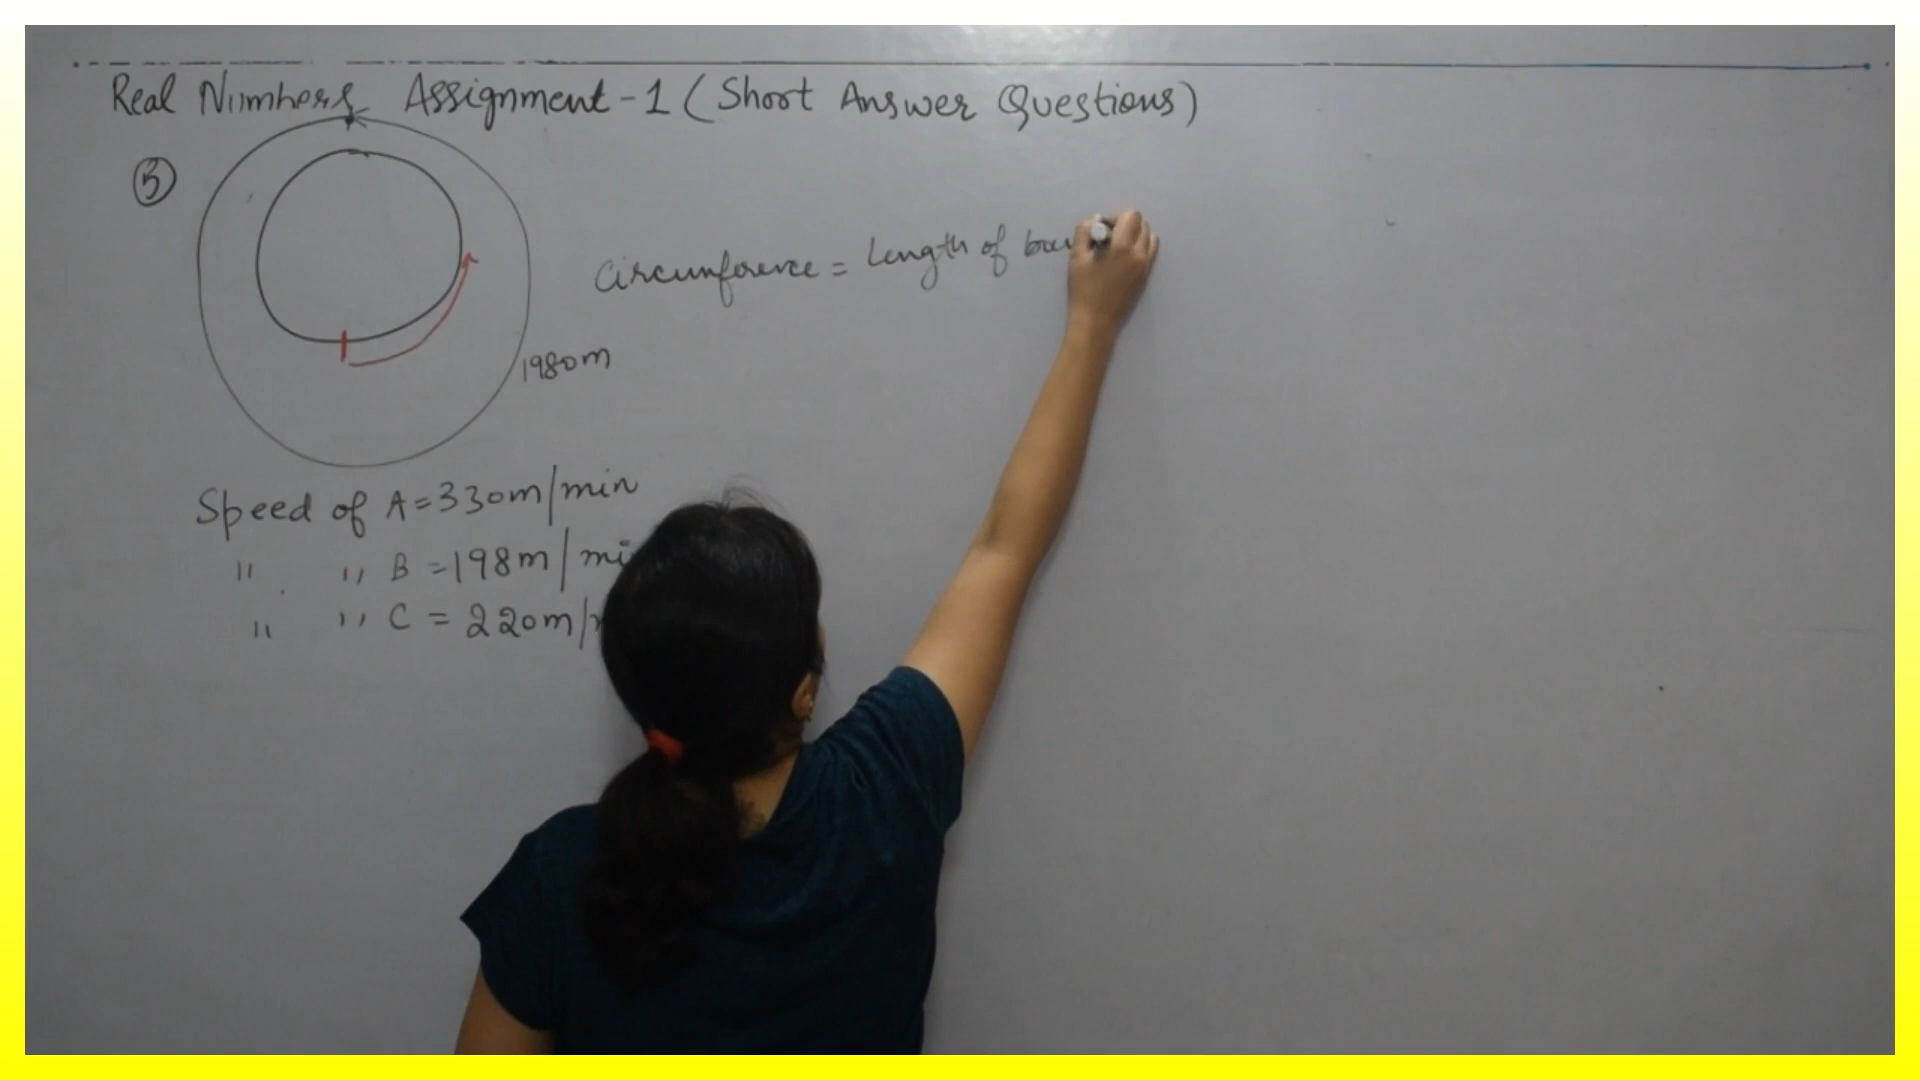 Real Numbers Assignment-1 (Short Answer Questions)
3
Circumference = Length of
1980m
Speed of A=330m/min
" " B =198m/
" " C = 220m/